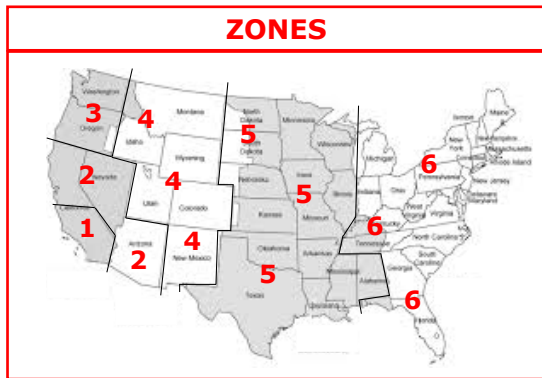 ZONES
Washington
Maine
3
4
Montana
North
Dakota
Minnesota
Oregon
5
Idaho
Dakota
Wisconsin
New
York
Michigan
Wyoming
6
Pennsylvania
Rhode Island
2
Nevada
4
Nebraska
Iowa
5
Illinois
Indiana
Ohio
New Jersey
Delaware
Maryland
Utah
Colorado
Kansas
Missouri
West
Virginia
Virginia
California
1
6
Kentucky
North Carolina
Arizona
2
4
New Mexico
Oklahoma
5
Arkansas
Tennessee
South
Carolina
Texas
Mississippi
Alabama
Georgia
Louisiana
6
Florida